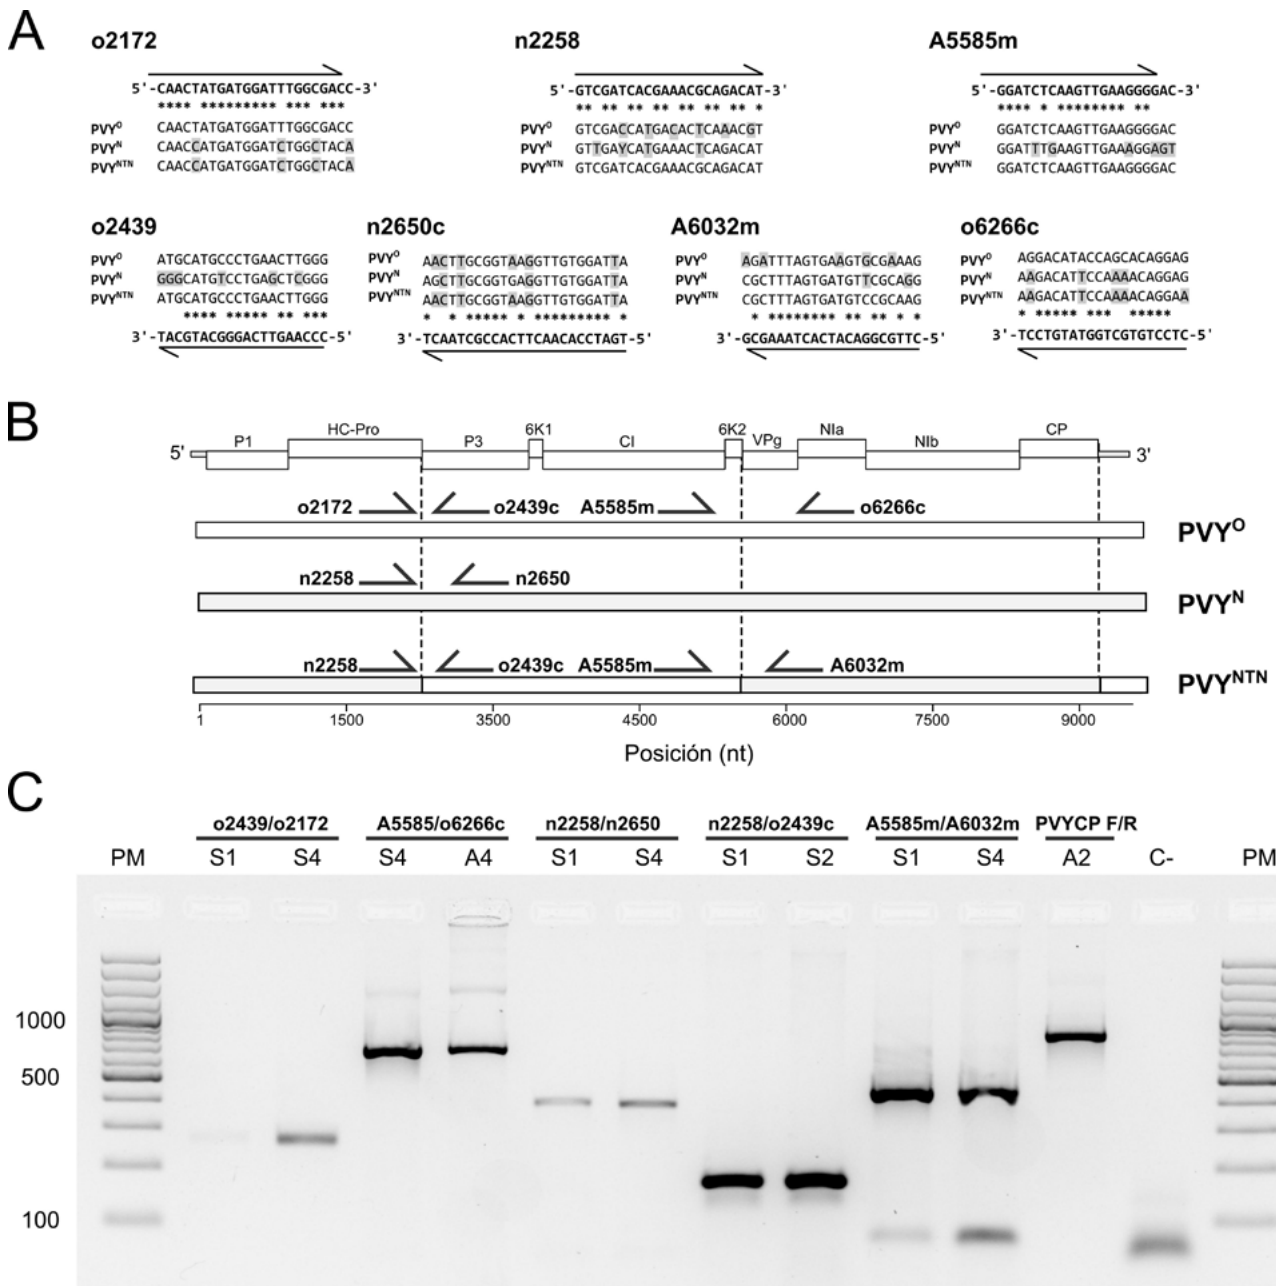 A
o2172 n2258 A5585m
5'-CAACTATGATGGATTTGGCGACC-3' 5'-GTCGATCACGAAACGCAGACAT-3' 5'-GGATCTCAAGTTGAAGGGGAC-3'
**** ********** *** *** ** ** ** *** ** *** * **** * ******** **
PVYO CAACTATGATGGATTTGGCGACC PVYO GTCGACCATGACACTCAAACGT PVYO GGATCTCAAGTTGAAGGGGAC
PVYN CAACCATGATGGATCTGGCTACA PVYN GTTGAYCATGAAACTCAGACAT PVYN GGATTTGAAGTTGAAAGGAGT
PVYNTN CAACCATGATGGATCTGGCTACA PVYNTN GTCGATCACGAAACGCAGACAT PVYNTN GGATCTCAAGTTGAAGGGGAC
o2439 n2650c A6032m o6266c
PVYO ATGCATGCCCTGAACTTGGG PVYO AACTTGCGGTAAGGTTGTGGATTA PVYO AGATTTAGTGAAGTGCGAAAG PVYO AGGACATACCAGCACAGGAG
PVYN GGGCATGTCCTGAGCTCGGG PVYN AGCTTGCGGTGAGGTTGTGGATTA PVYN CGCTTTAGTGATGTTCGCAGG PVYN AAGACATTCCAAAACAGGAG
PVYNTN ATGCATGCCCTGAACTTGGG PVYNTN AACTTGCGGTAAGGTTGTGGATTA PVYNTN CGCTTTAGTGATGTCCGCAAG PVYNTN AAGACATTCCAAAACAGGAA
**** ***** ** *** * * ***** * *********** * * ********* ** ** * * * ***** *** *****
3'-TACGTACGGGACTTGAACCC-5' 3'-TCAATCGCCACTTCAACACCTAGT-5' 3'-GCGAAATCACTACAGGCGTTC-5' 3'-TCCTGTATGGTCGTGTCCTC-5'
B
5' P1 HC-Pro P3 6K1 CI 6K2 VPg NIa NIb CP 3'
o2172 o2439c A5585m o6266c
PVYO
n2258 n2650
PVYN
n2258 o2439c A5585m A6032m
PVYNTN
1 1500 3500 4500 6000 7500 9000
Posición (nt)
C
o2439/o2172 A5585/o6266c n2258/n2650 n2258/o2439c A5585m/A6032m PVYCP F/R
PM S1 S4 S4 A4 S1 S4 S1 S2 S1 S4 A2 C- PM
1000
500
100